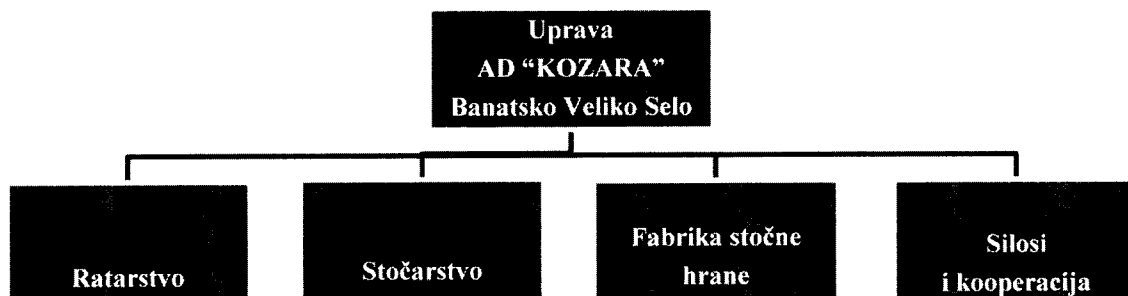 Uprava
AD “KOZARA”
Banatsko Veliko Selo
Ratarstvo
Stočarstvo
Fabrika stočne
hrane
Silosi
i kooperacija